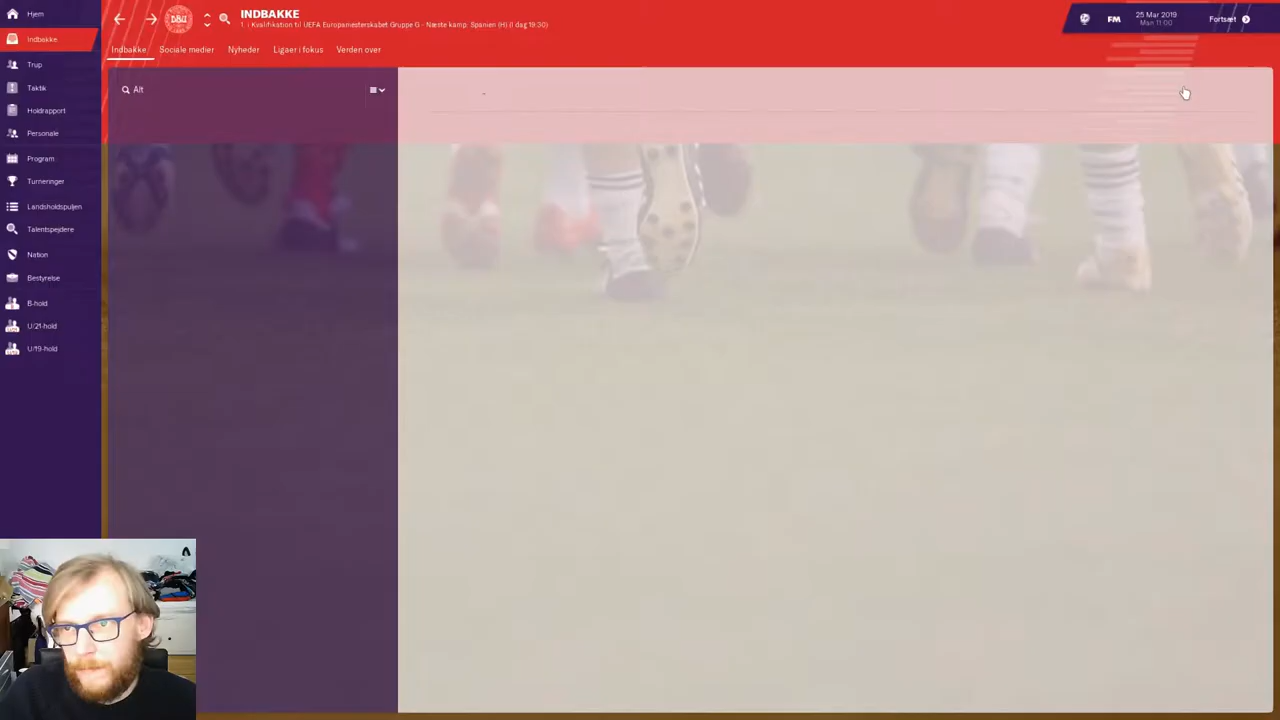 Hjem
Indbakke
Trup
Taktik
Holdrapport
Personale
Program
Turneringer
Landsholdspuljen
Talentspejdere
Nation
Bestyrelse
B-hold
U/21-hold
U/19-hold
DBU
INDBAKKE
1. i Kvalifikation til UEFA Europamesterskabet Gruppe G - Næste kamp. Spanien (H) (I dag 19:30)
FM
25 Mar 2019
Man 11:00
Fortsæt
Indbakke Sociale medier Nyheder Ligaer i fokus Verden over
Alt